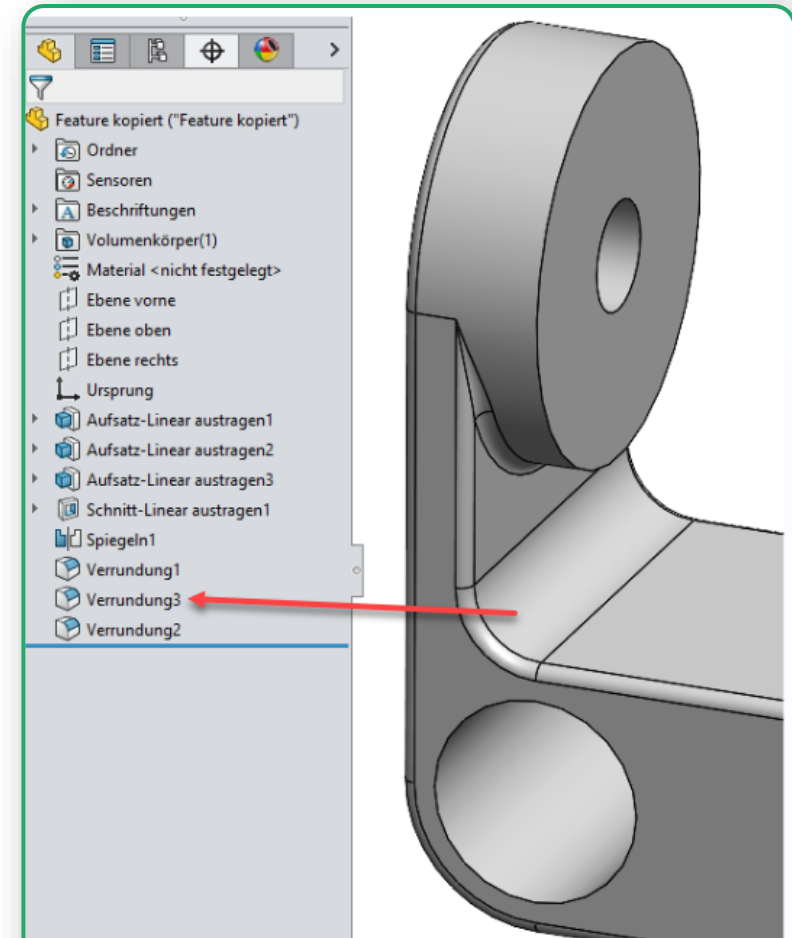 Feature kopiert ("Feature kopiert")
Ordner
Sensoren
Beschriftungen
Volumenkörper(1)
Material <nicht festgelegt>
Ebene vorne
Ebene oben
Ebene rechts
Ursprung
Aufsatz-Linear austragen1
Aufsatz-Linear austragen2
Aufsatz-Linear austragen3
Schnitt-Linear austragen1
Spiegeln1
Verrundung1
Verrundung3
Verrundung2